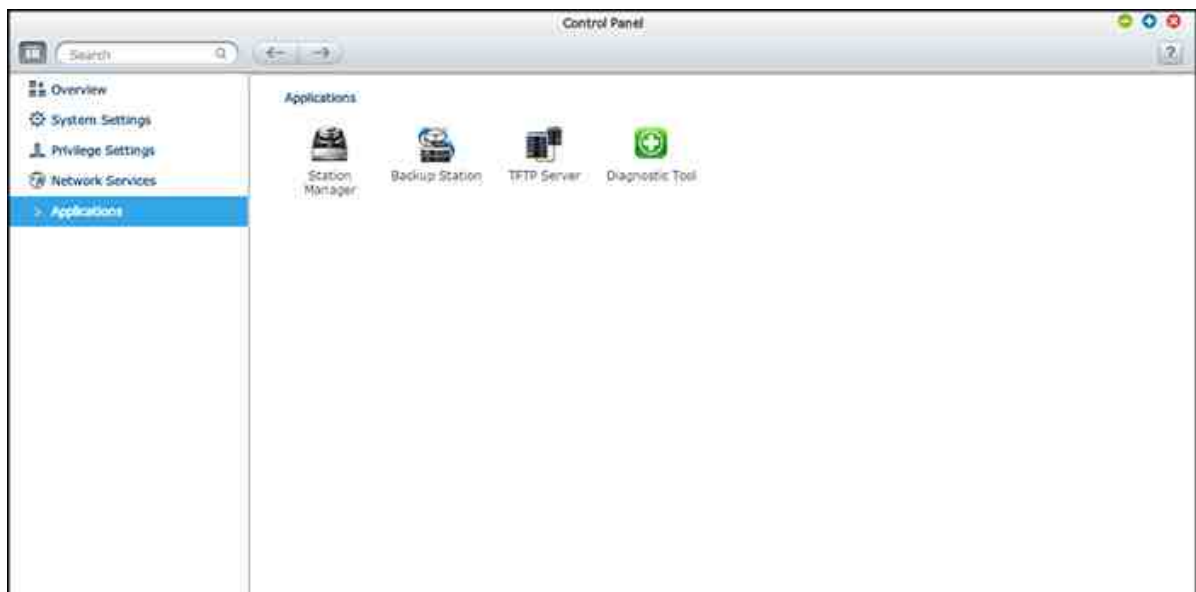 Control Panel
Search
?
Overview
System Settings
Privilege Settings
Network Services
> Applications
Applications
Station
Manager
Backup Station
TFTP Server
Diagnostic Tool